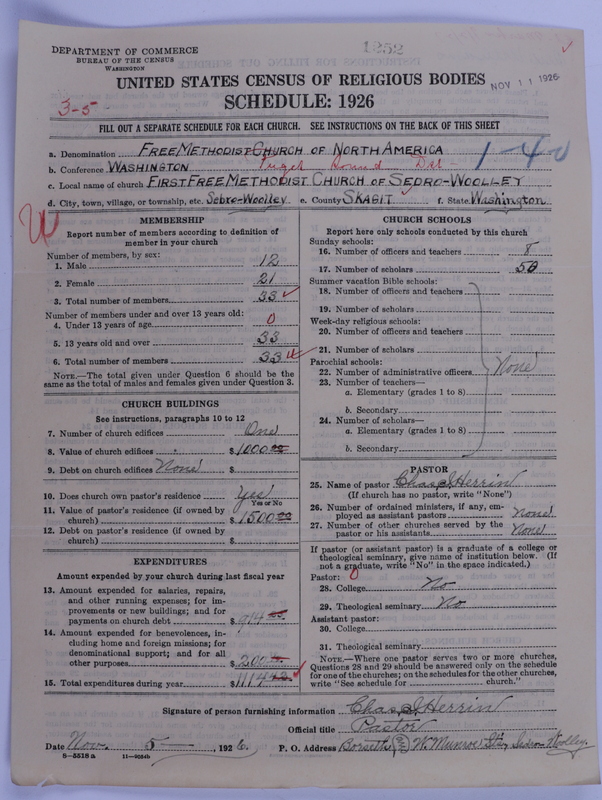 1252
DEPARTMENT OF COMMERCE
BUREAU OF THE CENSUS
WASHINGTON
NOV 11 1926
UNITED STATES CENSUS OF RELIGIOUS BODIES
3-5
SCHEDULE: 1926
FILL OUT A SEPARATE SCHEDULE FOR EACH CHURCH. SEE INSTRUCTIONS ON THE BACK OF THIS SHEET
a. Denomination FREE METHODIST CHURCH OF NORTH AMERICA
b. Conference WASHINGTON Puget Sound 1-40
c. Local name of church FIRST FREE METHODIST CHURCH OF SEDRO-WOOLLEY
d. City, town, village, or township, etc. Sedro-Woolley e. County SKAGIT f. State Washington
MEMBERSHIP
Report number of members according to definition of
member in your church
Number of members, by sex:
1. Male 12
2. Female 21
3. Total number of members 33
Number of members under and over 13 years old:
4. Under 13 years of age 0
5. 13 years old and over 33
6. Total number of members 33
NOTE.—The total given under Question 6 should be the
same as the total of males and females given under Question 3.
CHURCH BUILDINGS
See instructions, paragraphs 10 to 12
7. Number of church edifices One
8. Value of church edifices $1000.00
9. Debt on church edifices None $
10. Does church own pastor's residence Yes
Yes or No
11. Value of pastor's residence (if owned by
church) $1500.00
12. Debt on pastor's residence (if owned by
church) $
EXPENDITURES
Amount expended by church during last fiscal year
13. Amount expended for salaries, repairs,
and other running expenses; for im-
provements or new buildings; and for
payments on church debt $
14. Amount expended for benevolences, in-
cluding home and foreign missions; for
denominational support; and for all
other purposes $200
15. Total expenditures during year $1114
CHURCH SCHOOLS
Report here only schools conducted by this church
Sunday schools:
16. Number of officers and teachers 8
17. Number of scholars 50
Summer vacation Bible schools:
18. Number of officers and teachers
19. Number of scholars
Week-day religious schools:
20. Number of officers and teachers
21. Number of scholars
Parochial schools:
22. Number of administrative officers None
23. Number of teachers—
a. Elementary (grades 1 to 8)
b. Secondary
24. Number of scholars—
a. Elementary (grades 1 to 8)
b. Secondary
PASTOR
25. Name of pastor Chas. S. Herrin
(If church has no pastor, write "None")
26. Number of ordained ministers, if any, em-
ployed as assistant pastors None
27. Number of other churches served by the
pastor or his assistants None
If pastor (or assistant pastor) is a graduate of a college or
theological seminary, give name of institution below. (If
not a graduate, write "No" in the space indicated.)
Pastor: 0
28. College No
29. Theological seminary No
Assistant pastor:
30. College
31. Theological seminary
NOTE.—Where one pastor serves two or more churches,
Questions 28 and 29 should be answered only on the schedule
for one of the churches; on the schedules for the other churches,
write "See schedule for church."
Signature of person furnishing information Chas. S. Herrin
Official title Pastor
Date Nov. 5, 1926. P. O. Address W. Munroe Sts, Sedro-Woolley
8-5518a